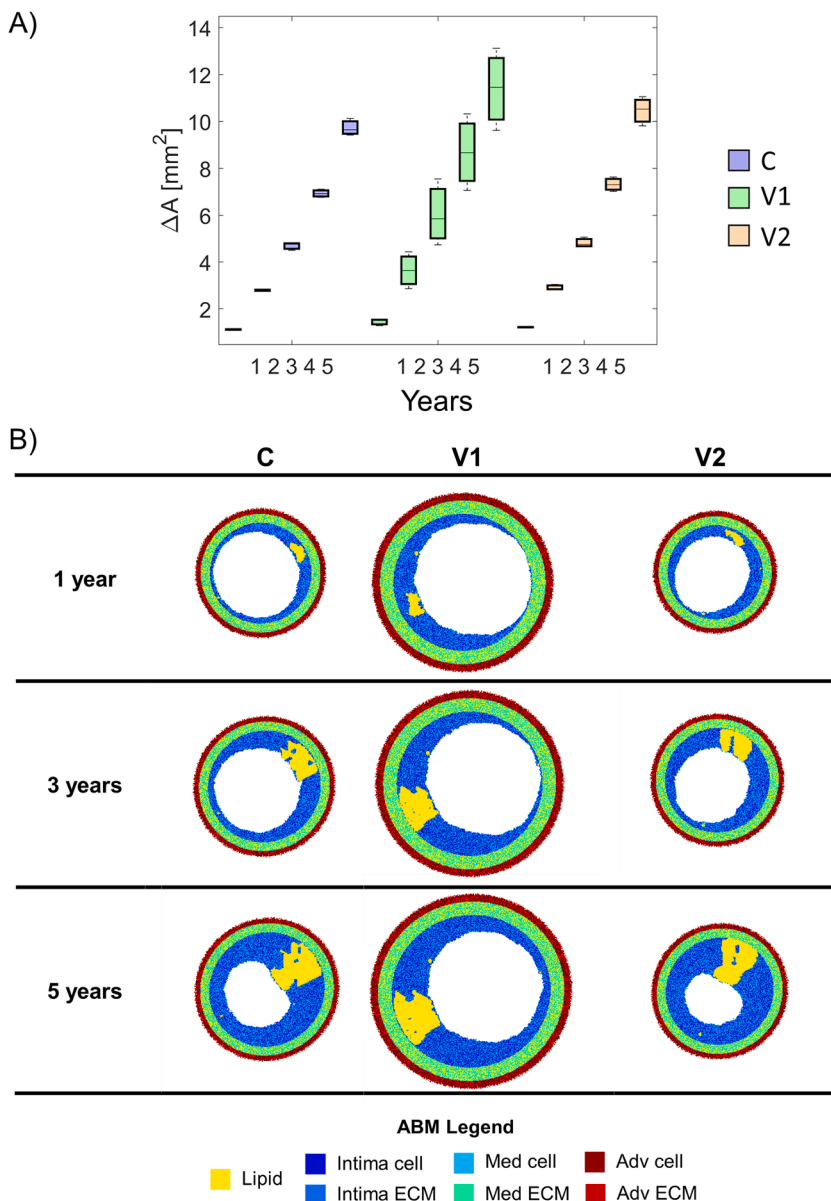 A)
ΔA [mm²]
14
12
10
8
6
4
2
1 2 3 4 5 1 2 3 4 5 1 2 3 4 5
Years
C
V1
V2
B)
C V1 V2
1 year
3 years
5 years
ABM Legend
Lipid Intima cell Med cell Adv cell
Intima ECM Med ECM Adv ECM